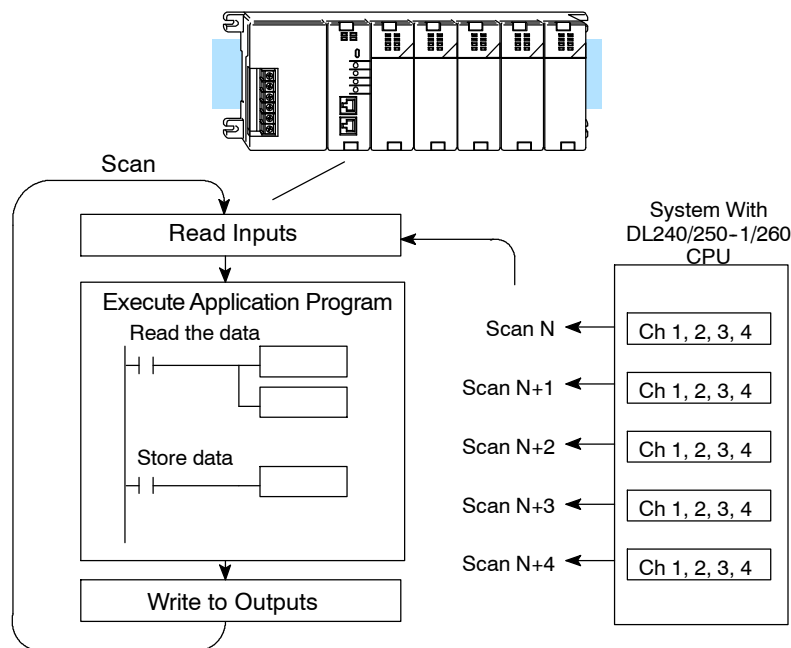 Scan
Read Inputs
Execute Application Program
Read the data
Store data
Write to Outputs
System With
DL240/250-1/260
CPU
Scan N
Ch 1, 2, 3, 4
Scan N+1
Ch 1, 2, 3, 4
Scan N+2
Ch 1, 2, 3, 4
Scan N+3
Ch 1, 2, 3, 4
Scan N+4
Ch 1, 2, 3, 4